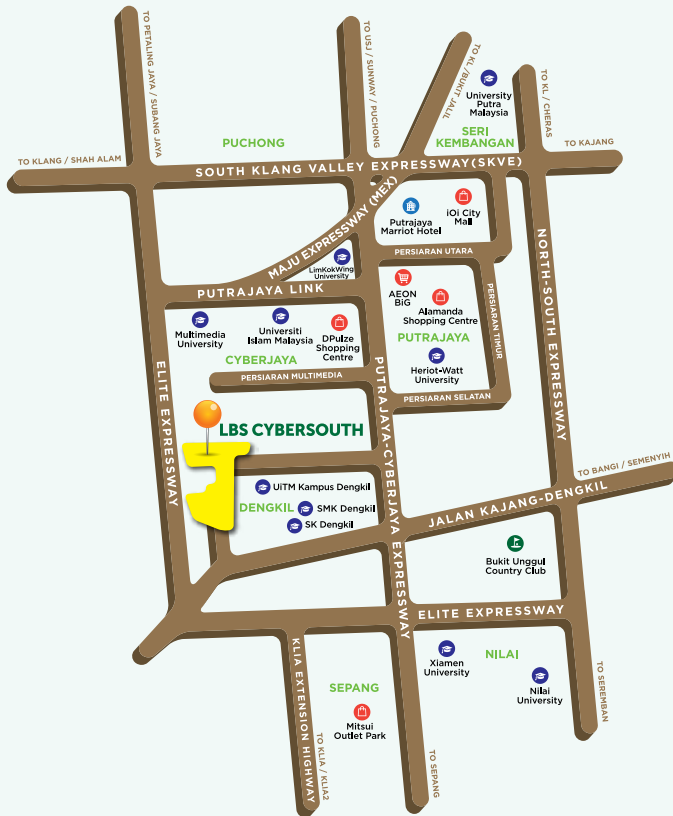 TO PETALING JAYA / SUBANG JAYA
TO USJ / SUNWAY / PUCHONG
TO KL / BUKIT JALIL
TO KL / CHERAS
University
Putra
Malaysia
PUCHONG
SERI
KEMBANGAN
TO KAJANG
TO KLANG / SHAH ALAM
SOUTH KLANG VALLEY EXPRESSWAY(SKVE)
MAJU EXPRESSWAY (MEX)
Putrajaya
Marriot Hotel
iOi City
Mall
PERSIARAN UTARA
LimKokWing
University
NORTH-SOUTH EXPRESSWAY
PUTRAJAYA LINK
AEON
BiG
Alamanda
Shopping Centre
PERSIARAN TIMUR
Multimedia
University
Universiti
Islam Malaysia
DPulze
Shopping
Centre
PUTRAJAYA
CYBERJAYA
Heriot-Watt
University
PERSIARAN MULTIMEDIA
PERSIARAN SELATAN
ELITE EXPRESSWAY
PUTRAJAYA-CYBERJAYA EXPRESSWAY
LBS CYBERSOUTH
TO BANGI / SEMENYIH
UiTM Kampus Dengkil
DENGKIL
SMK Dengkil
SK Dengkil
JALAN KAJANG-DENGKIL
Bukit Unggul
Country Club
ELITE EXPRESSWAY
KLIA EXTENSION HIGHWAY
Xiamen
University
NILAI
Nilai
University
SEPANG
Mitsui
Outlet Park
TO SEREMBAN
TO KLIA / KLIA2
TO SEPANG